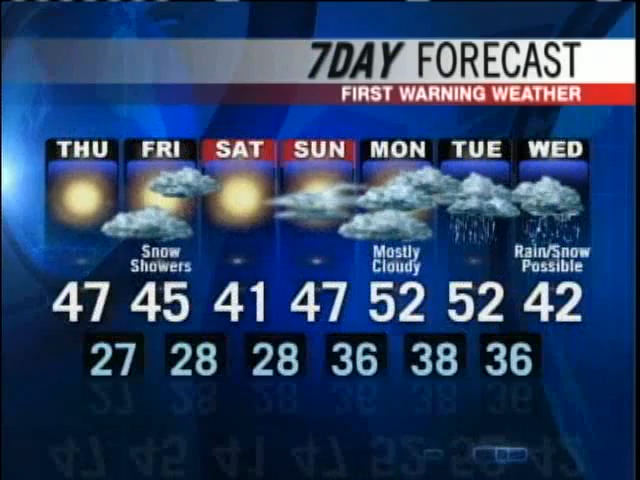 7DAY FORECAST
FIRST WARNING WEATHER
THU FRI SAT SUN MON TUE WED
Snow Showers
Mostly Cloudy
Rain/Snow Possible
47 45 41 47 52 52 42
27 28 28 36 38 36